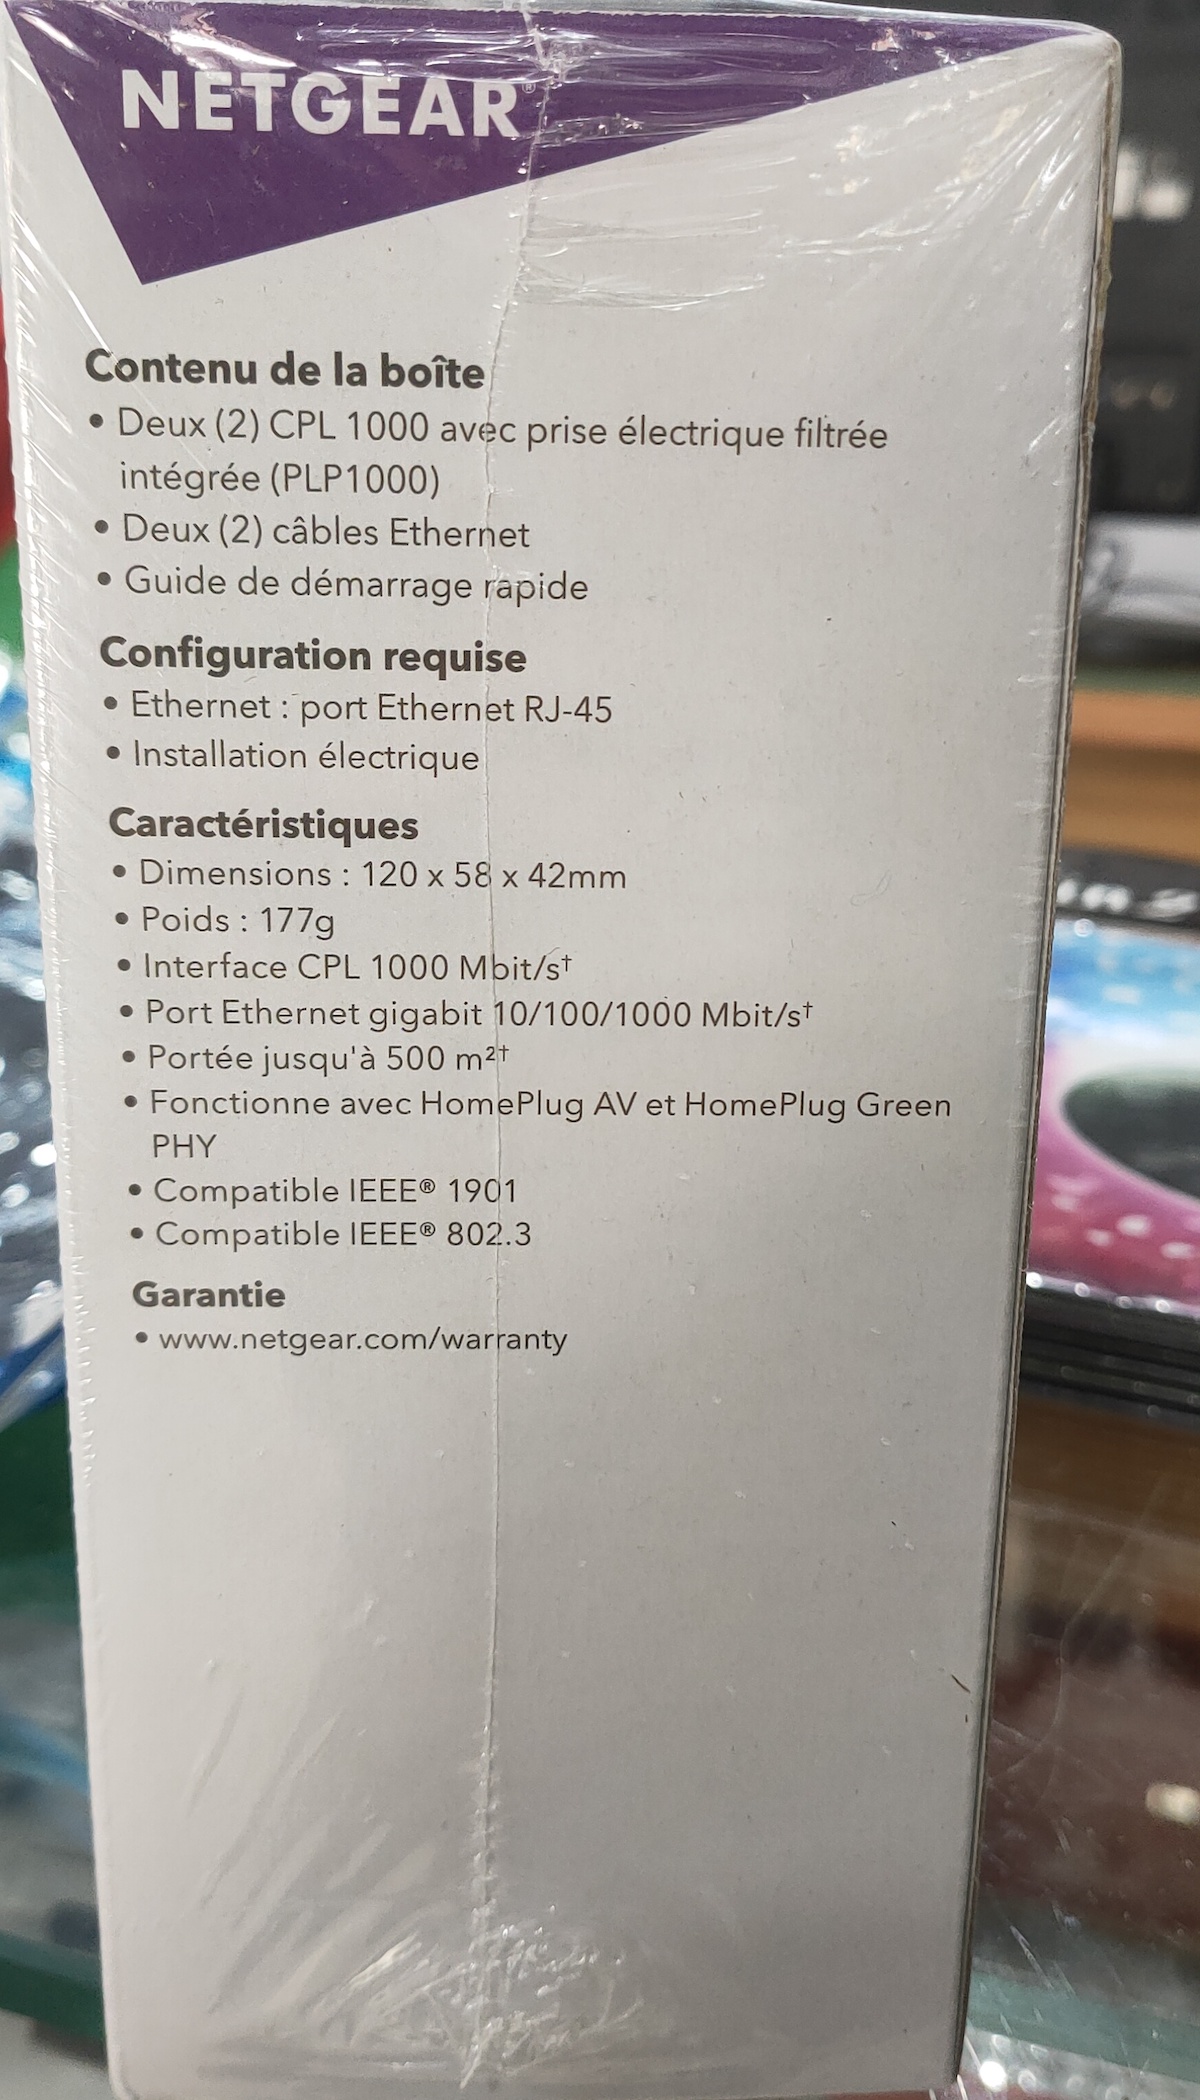 NETGEAR®
Contenu de la boîte
• Deux (2) CPL 1000 avec prise électrique filtrée
intégrée (PLP1000)
• Deux (2) câbles Ethernet
• Guide de démarrage rapide
Configuration requise
• Ethernet : port Ethernet RJ-45
• Installation électrique
Caractéristiques
• Dimensions : 120 x 58 x 42mm
• Poids : 177g
• Interface CPL 1000 Mbit/s†
• Port Ethernet gigabit 10/100/1000 Mbit/s†
• Portée jusqu'à 500 m²†
• Fonctionne avec HomePlug AV et HomePlug Green
PHY
• Compatible IEEE® 1901
• Compatible IEEE® 802.3
Garantie
• www.netgear.com/warranty